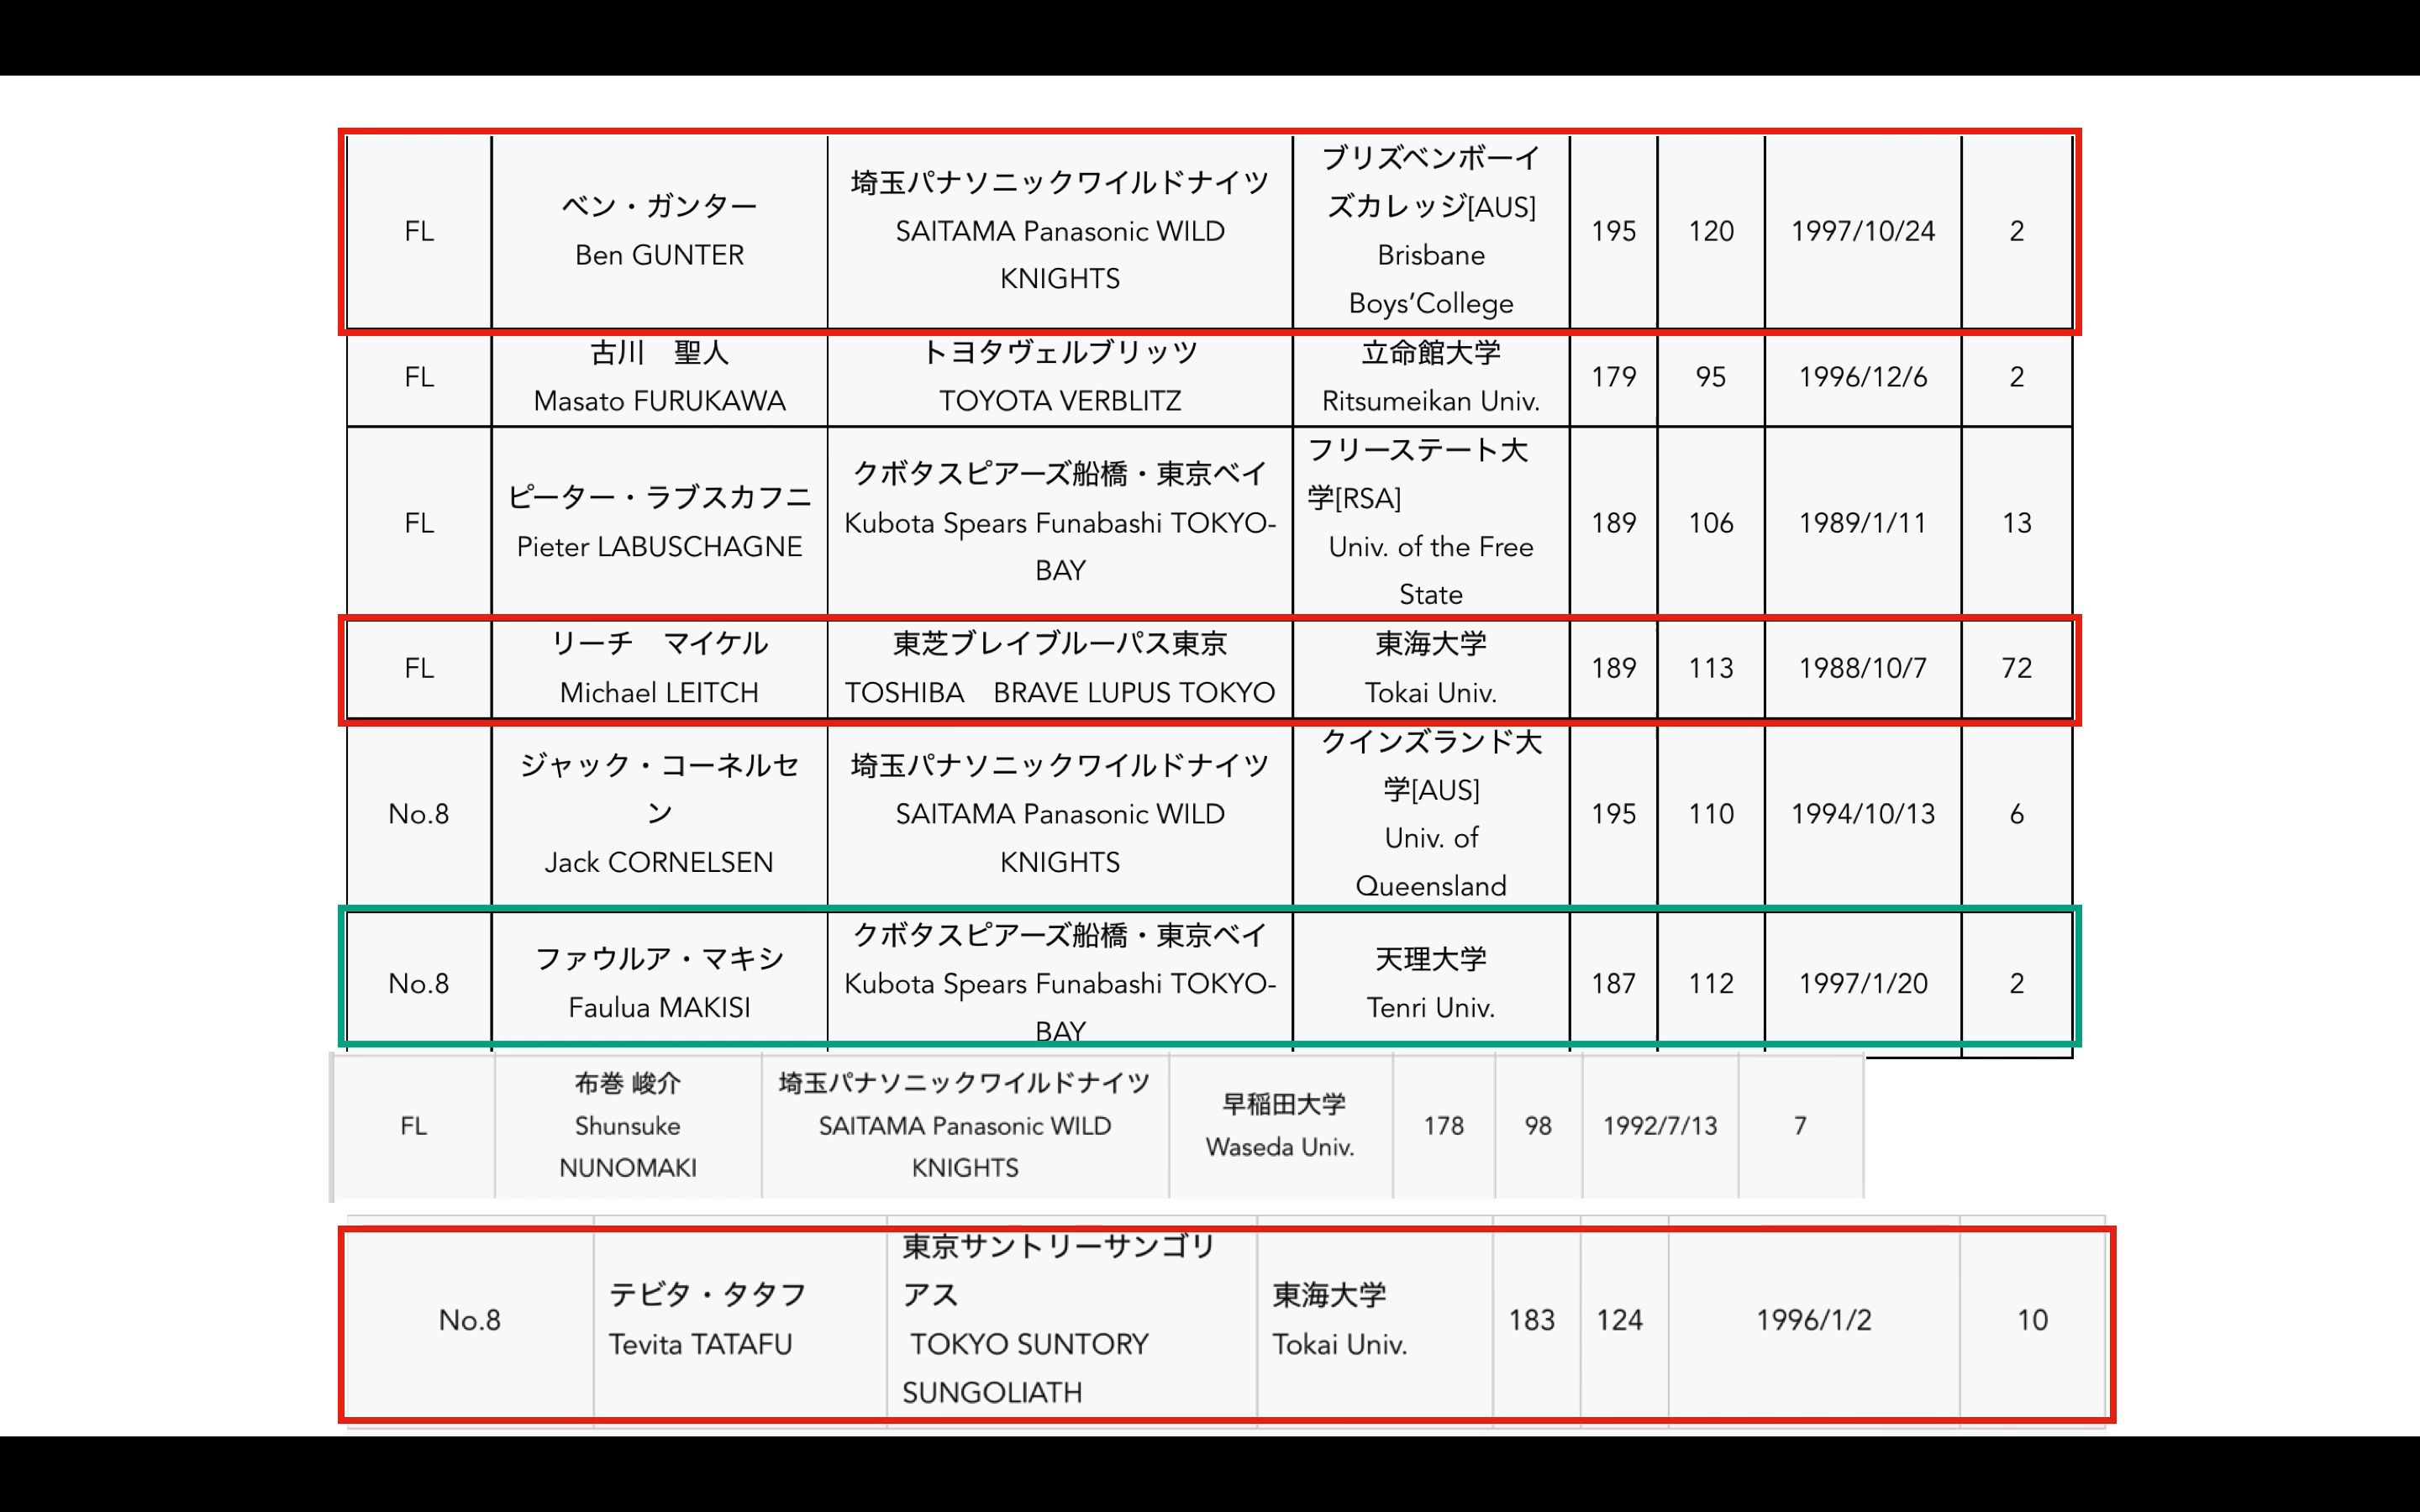 FL
ベン・ガンター
Ben GUNTER
埼玉パナソニックワイルドナイツ
SAITAMA Panasonic WILD
KNIGHTS
ブリズベンボーイ
ズカレッジ[AUS]
Brisbane
Boys’College
195
120
1997/10/24
2
FL
古川　聖人
Masato FURUKAWA
トヨタヴェルブリッツ
TOYOTA VERBLITZ
立命館大学
Ritsumeikan Univ.
179
95
1996/12/6
2
FL
ピーター・ラブスカフニ
Pieter LABUSCHAGNE
クボタスピアーズ船橋・東京ベイ
Kubota Spears Funabashi TOKYO-
BAY
フリーステート大
学[RSA]
Univ. of the Free
State
189
106
1989/1/11
13
FL
リーチ　マイケル
Michael LEITCH
東芝ブレイブルーパス東京
TOSHIBA　BRAVE LUPUS TOKYO
東海大学
Tokai Univ.
189
113
1988/10/7
72
No.8
ジャック・コーネルセ
ン
Jack CORNELSEN
埼玉パナソニックワイルドナイツ
SAITAMA Panasonic WILD
KNIGHTS
クインズランド大
学[AUS]
Univ. of
Queensland
195
110
1994/10/13
6
No.8
ファウルア・マキシ
Faulua MAKISI
クボタスピアーズ船橋・東京ベイ
Kubota Spears Funabashi TOKYO-
BAY
天理大学
Tenri Univ.
187
112
1997/1/20
2
FL
布巻 峻介
Shunsuke
NUNOMAKI
埼玉パナソニックワイルドナイツ
SAITAMA Panasonic WILD
KNIGHTS
早稲田大学
Waseda Univ.
178
98
1992/7/13
7
No.8
テビタ・タタフ
Tevita TATAFU
東京サントリーサンゴリ
アス
TOKYO SUNTORY
SUNGOLIATH
東海大学
Tokai Univ.
183
124
1996/1/2
10